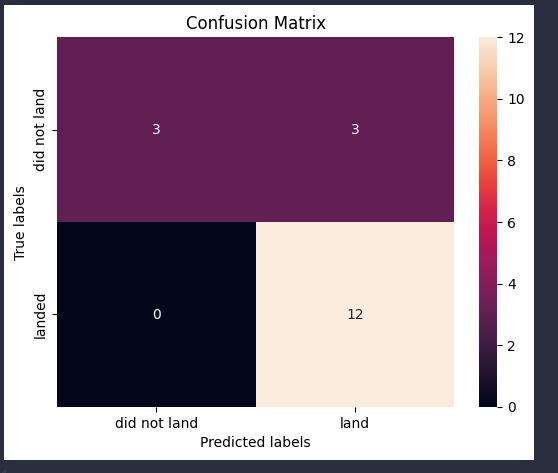 Confusion Matrix
True labels
did not land
3
3
landed
0
12
did not land
land
Predicted labels
12
10
8
6
4
2
0